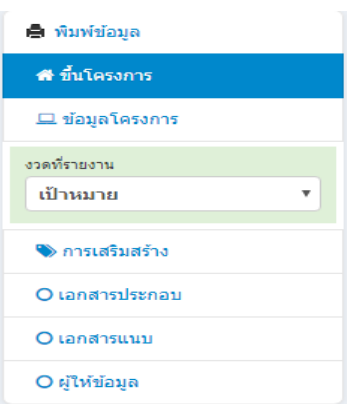 พิมพ์ข้อมูล
ขึ้นโครงการ
ข้อมูลโครงการ
งวดที่รายงาน
เป้าหมาย
การเสริมสร้าง
เอกสารประกอบ
เอกสารแนบ
ผู้ให้ข้อมูล